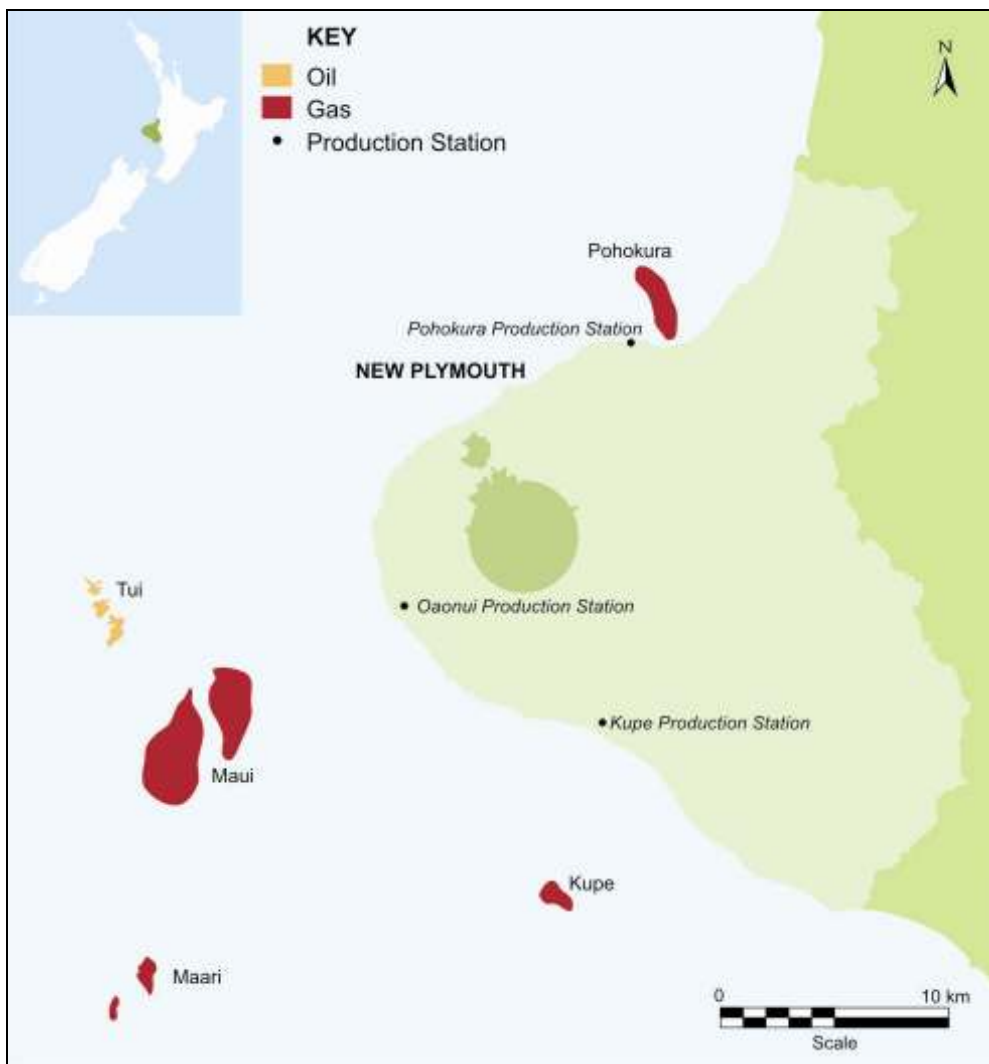 KEY
Oil
Gas
Production Station
N
Pohokura
Pohokura Production Station
NEW PLYMOUTH
Tui
Oaonui Production Station
Kupe Production Station
Maui
Kupe
Maari
0 10 km
Scale